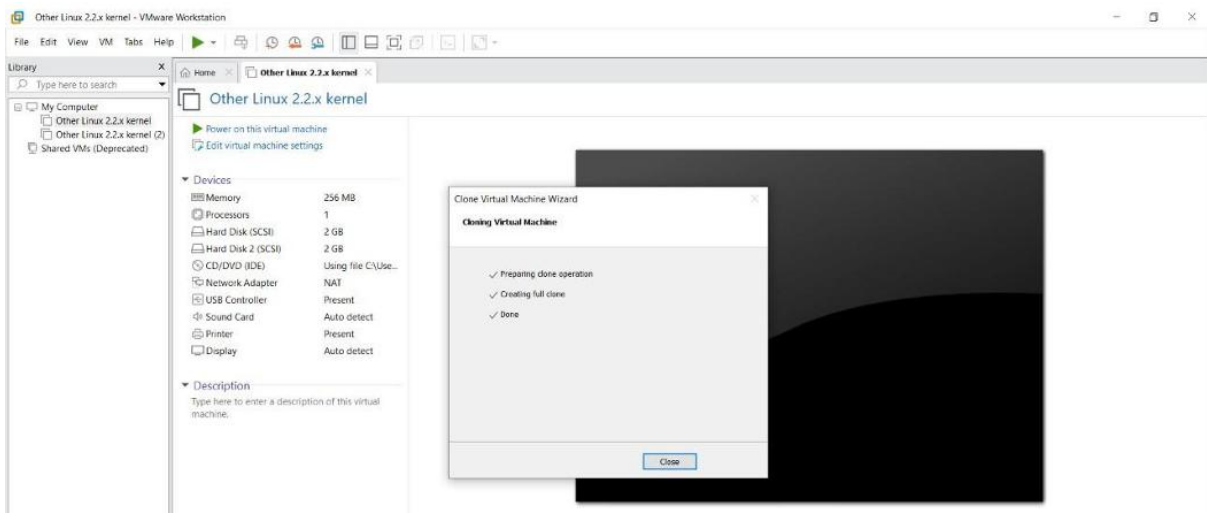 Other Linux 2.2.x kernel - VMware Workstation
File Edit View VM Tabs Help
Library X
Type here to search
Home Other Linux 2.2.x kernel
My Computer
Other Linux 2.2.x kernel
Other Linux 2.2.x kernel (2)
Shared VMs (Deprecated)
Other Linux 2.2.x kernel
Power on this virtual machine
Edit virtual machine settings
Devices
Memory 256 MB
Processors 1
Hard Disk (SCSI) 2 GB
Hard Disk 2 (SCSI) 2 GB
CD/DVD (IDE) Using file C:\Use...
Network Adapter NAT
USB Controller Present
Sound Card Auto detect
Printer Present
Display Auto detect
Description
Type here to enter a description of this virtual
machine.
Clone Virtual Machine Wizard
Cloning Virtual Machine
Preparing clone operation
Creating full clone
Done
Close